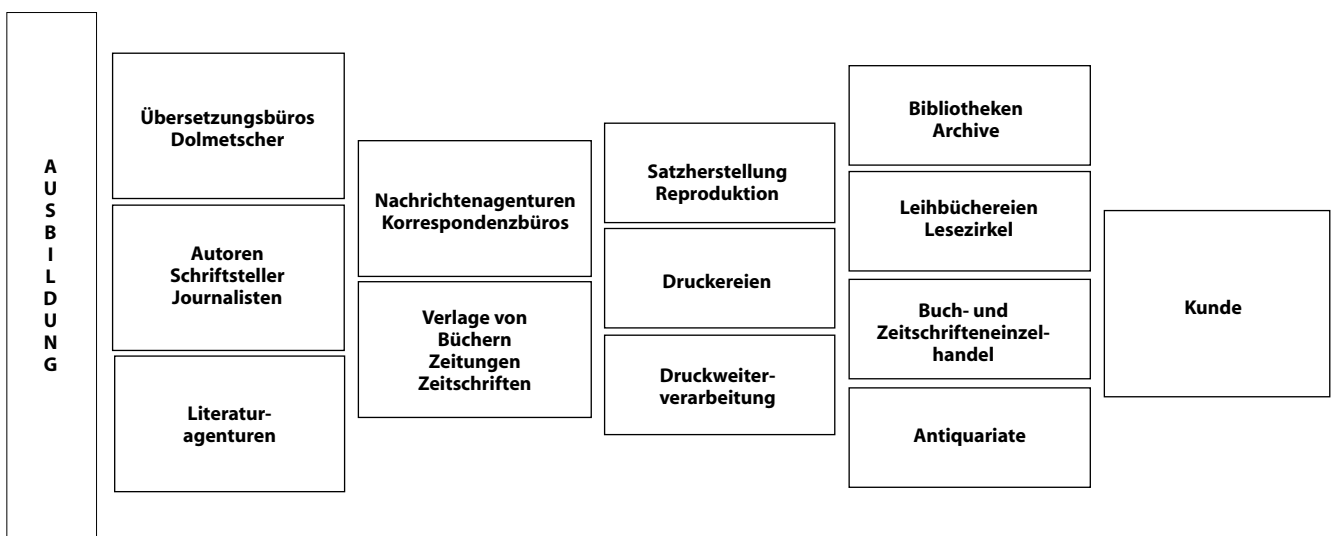 AUSBILDUNG
Übersetzungsbüros
Dolmetscher
Autoren
Schriftsteller
Journalisten
Literatur-
agenturen
Nachrichtenagenturen
Korrespondenzbüros
Verlage von
Büchern
Zeitungen
Zeitschriften
Satzherstellung
Reproduktion
Druckereien
Druckweiter-
verarbeitung
Bibliotheken
Archive
Leihbüchereien
Lesezirkel
Buch- und
Zeitschrifteneinzel-
handel
Antiquariate
Kunde